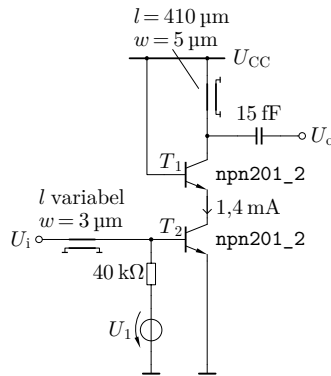 l = 410 µm
w = 5 µm
U_CC
15 fF
U_o
T_1
npn201_2
1,4 mA
l variabel
w = 3 µm
T_2
npn201_2
U_i
40 kΩ
U_1